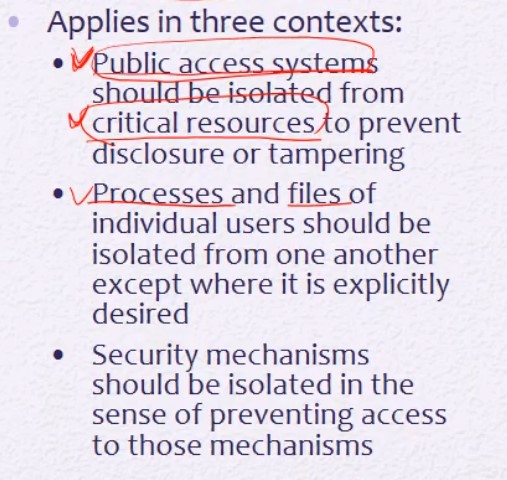 Applies in three contexts:
Public access systems
should be isolated from
critical resources to prevent
disclosure or tampering
Processes and files of
individual users should be
isolated from one another
except where it is explicitly
desired
Security mechanisms
should be isolated in the
sense of preventing access
to those mechanisms